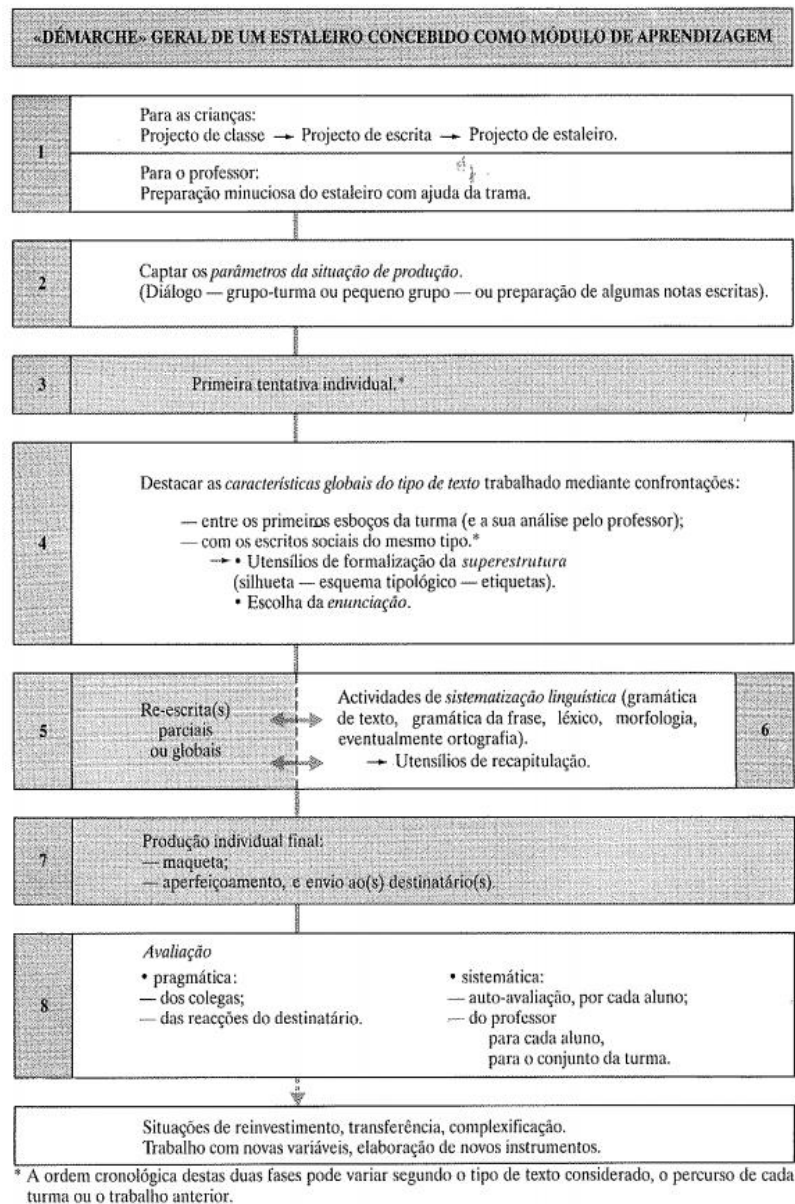 «DÉMARCHE» GERAL DE UM ESTALEIRO CONCEBIDO COMO MÓDULO DE APRENDIZAGEM
1
Para as crianças:
Projecto de classe → Projecto de escrita → Projecto de estaleiro.
Para o professor:
Preparação minuciosa do estaleiro com ajuda da trama.
2
Captar os parâmetros da situação de produção.
(Diálogo — grupo-turma ou pequeno grupo — ou preparação de algumas notas escritas).
3
Primeira tentativa individual.*
4
Destacar as características globais do tipo de texto trabalhado mediante confrontações:
— entre os primeiros esboços da turma (e a sua análise pelo professor);
— com os escritos sociais do mesmo tipo.*
→ • Utensílios de formalização da superestrutura
(silhueta — esquema tipológico — etiquetas).
• Escolha da enunciação.
5
Re-escrita(s)
parciais
ou globais
Actividades de sistematização linguística (gramática
de texto, gramática da frase, léxico, morfologia,
eventualmente ortografia).
→ Utensílios de recapitulação.
6
7
Produção individual final:
— maqueta;
— aperfeiçoamento, e envio ao(s) destinatário(s).
8
Avaliação
• pragmática:
— dos colegas;
— das reacções do destinatário.
• sistemática:
— auto-avaliação, por cada aluno;
— do professor
para cada aluno,
para o conjunto da turma.
Situações de reinvestimento, transferência, complexificação.
Trabalho com novas variáveis, elaboração de novos instrumentos.
* A ordem cronológica destas duas fases pode variar segundo o tipo de texto considerado, o percurso de cada
turma ou o trabalho anterior.